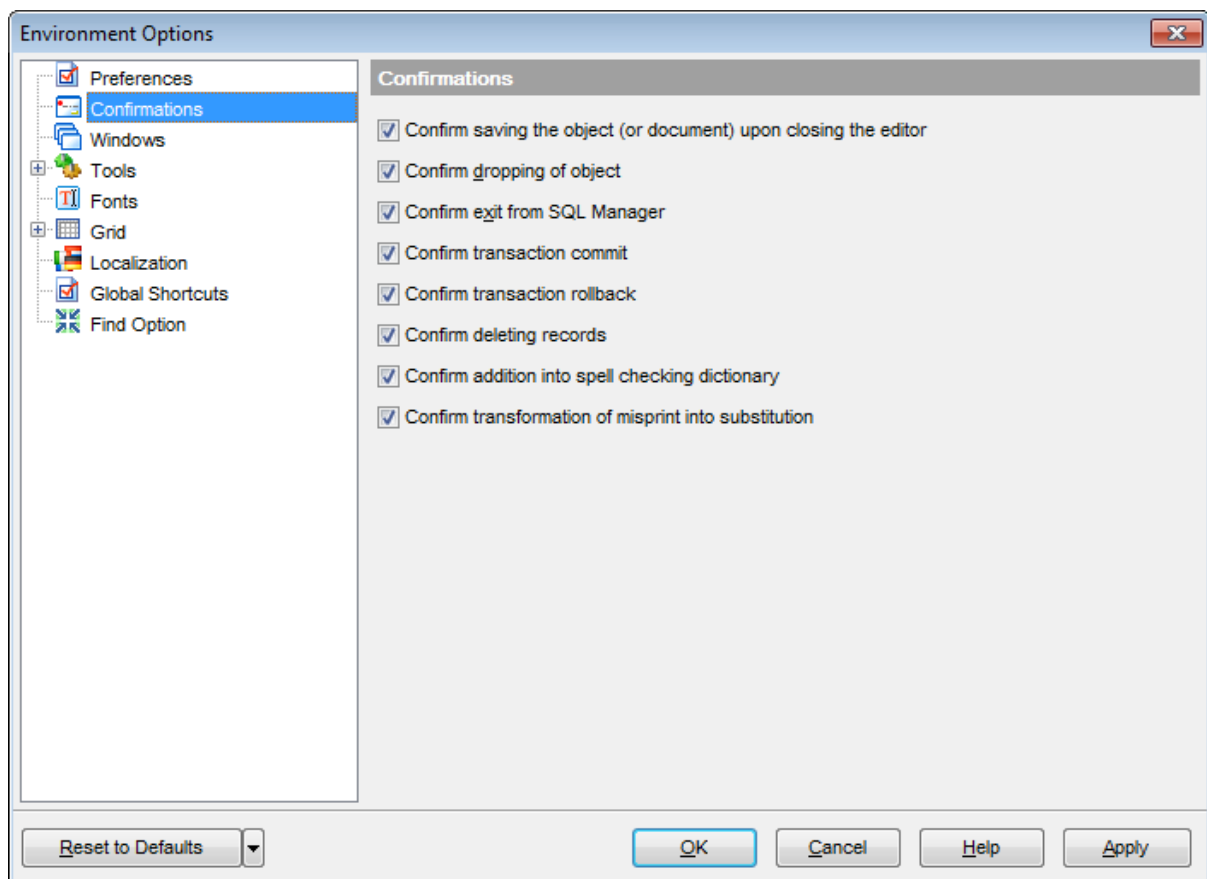 Environment Options
Preferences
Confirmations
Windows
Tools
Fonts
Grid
Localization
Global Shortcuts
Find Option
Confirmations
Confirm saving the object (or document) upon closing the editor
Confirm dropping of object
Confirm exit from SQL Manager
Confirm transaction commit
Confirm transaction rollback
Confirm deleting records
Confirm addition into spell checking dictionary
Confirm transformation of misprint into substitution
Reset to Defaults
OK
Cancel
Help
Apply